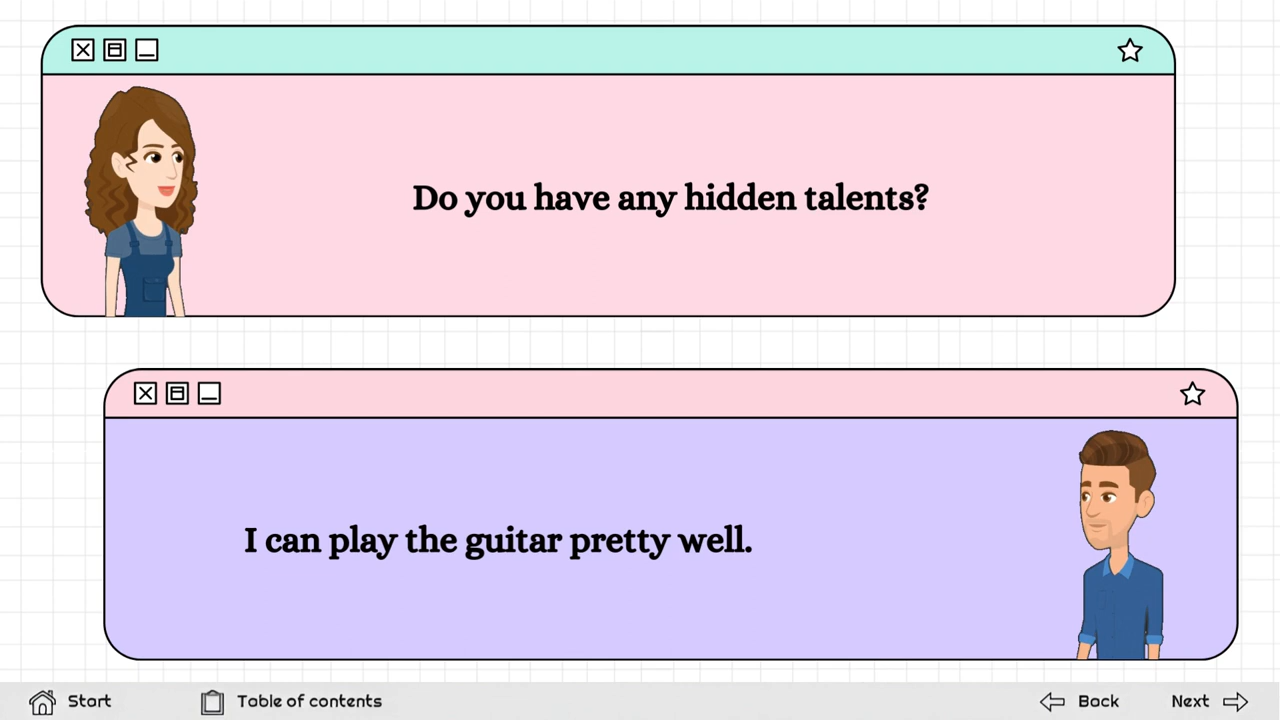 Do you have any hidden talents?
I can play the guitar pretty well.
Start
Table of contents
Back
Next